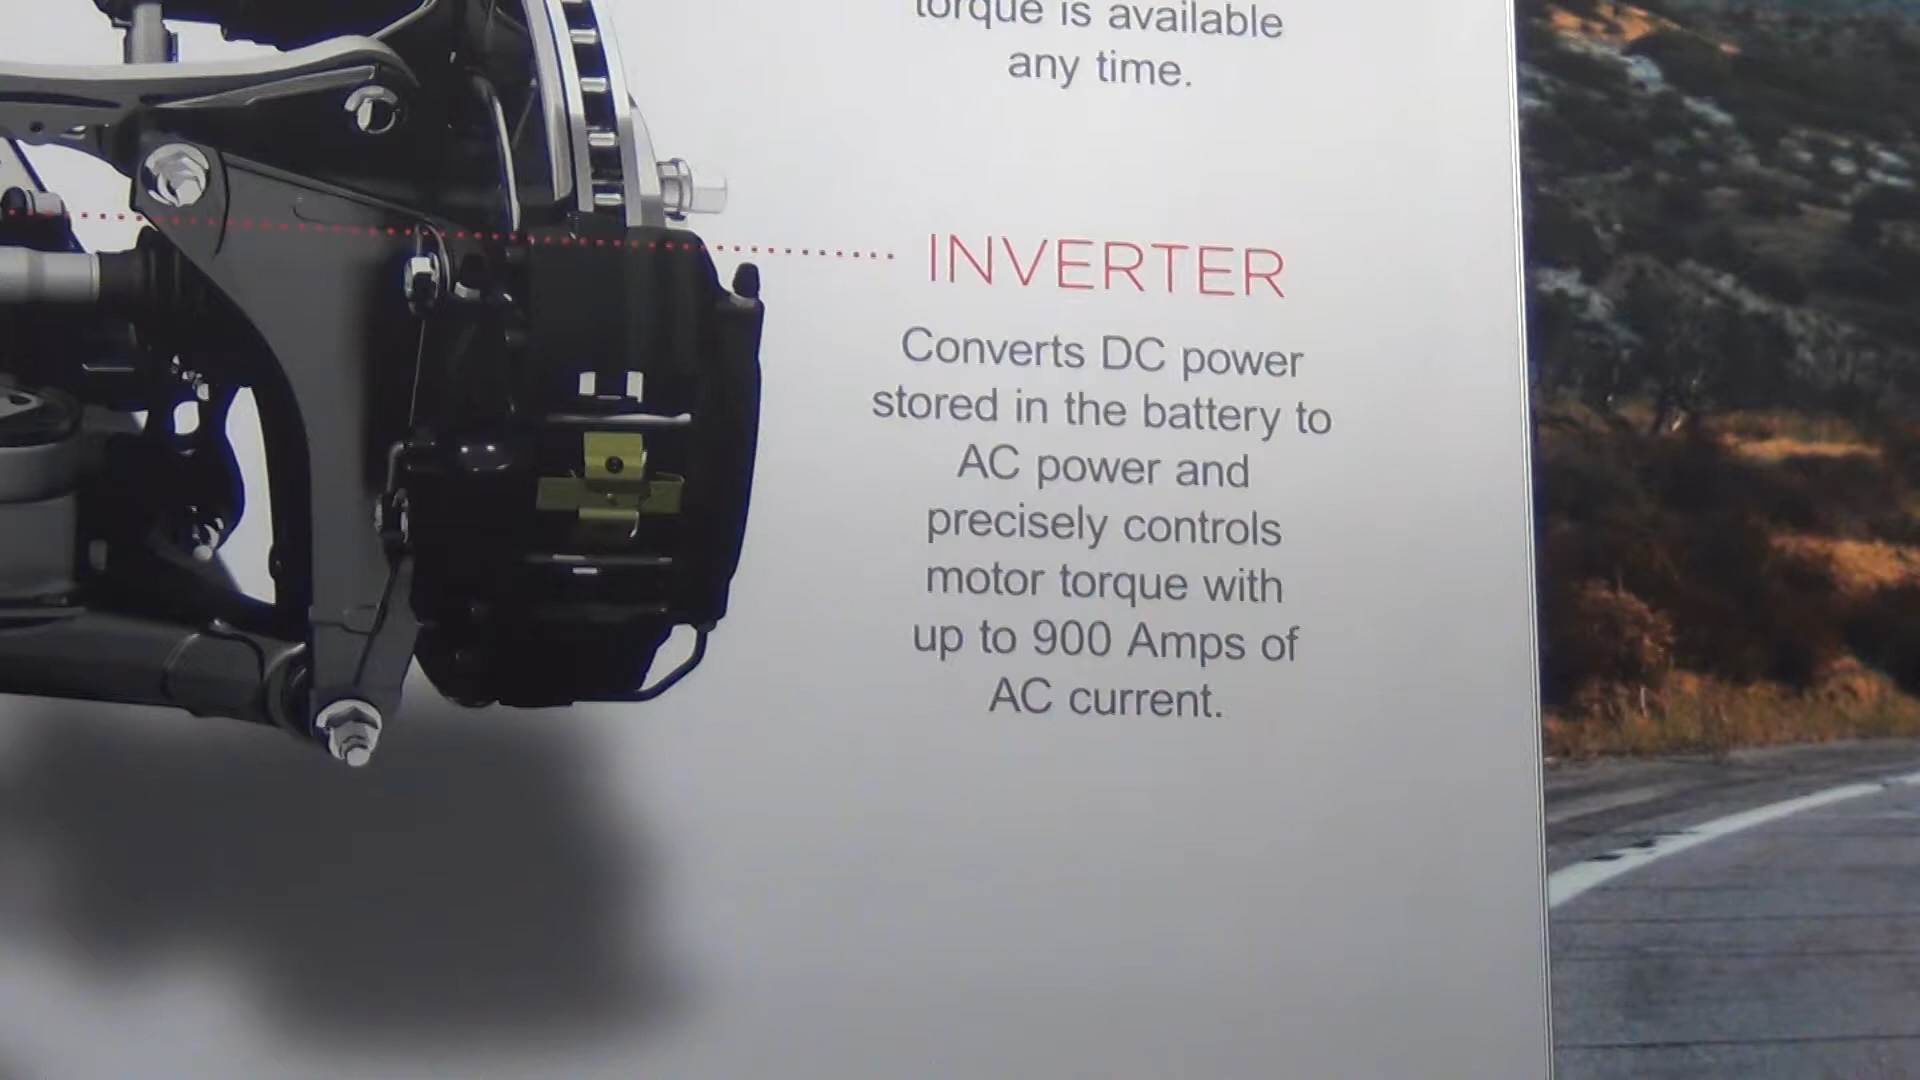 torque is available
any time.
INVERTER
Converts DC power
stored in the battery to
AC power and
precisely controls
motor torque with
up to 900 Amps of
AC current.